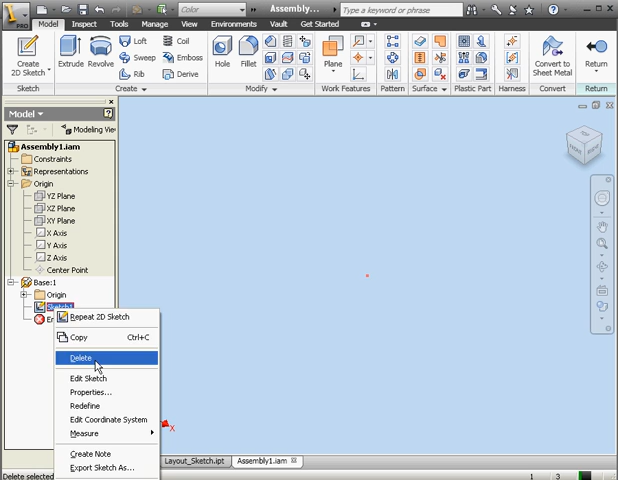 Color
Assembly...
Type a keyword or phrase
PRO
Model Inspect Tools Manage View Environments Vault Get Started
Create
2D Sketch
Extrude
Revolve
Loft
Sweep
Rib
Coil
Emboss
Derive
Hole
Fillet
Plane
Convert to
Sheet Metal
Return
Sketch
Create
Modify
Work Features
Pattern
Surface
Plastic Part
Harness
Convert
Return
Model
Modeling View
Assembly1.iam
Constraints
Representations
Origin
YZ Plane
XZ Plane
XY Plane
X Axis
Y Axis
Z Axis
Center Point
Base:1
Origin
Sketch1
Repeat 2D Sketch
Copy Ctrl+C
Delete
Edit Sketch
Properties...
Redefine
Edit Coordinate System
Measure
Create Note
Export Sketch As...
X
Layout_Sketch.ipt
Assembly1.iam
Delete selected
1 3